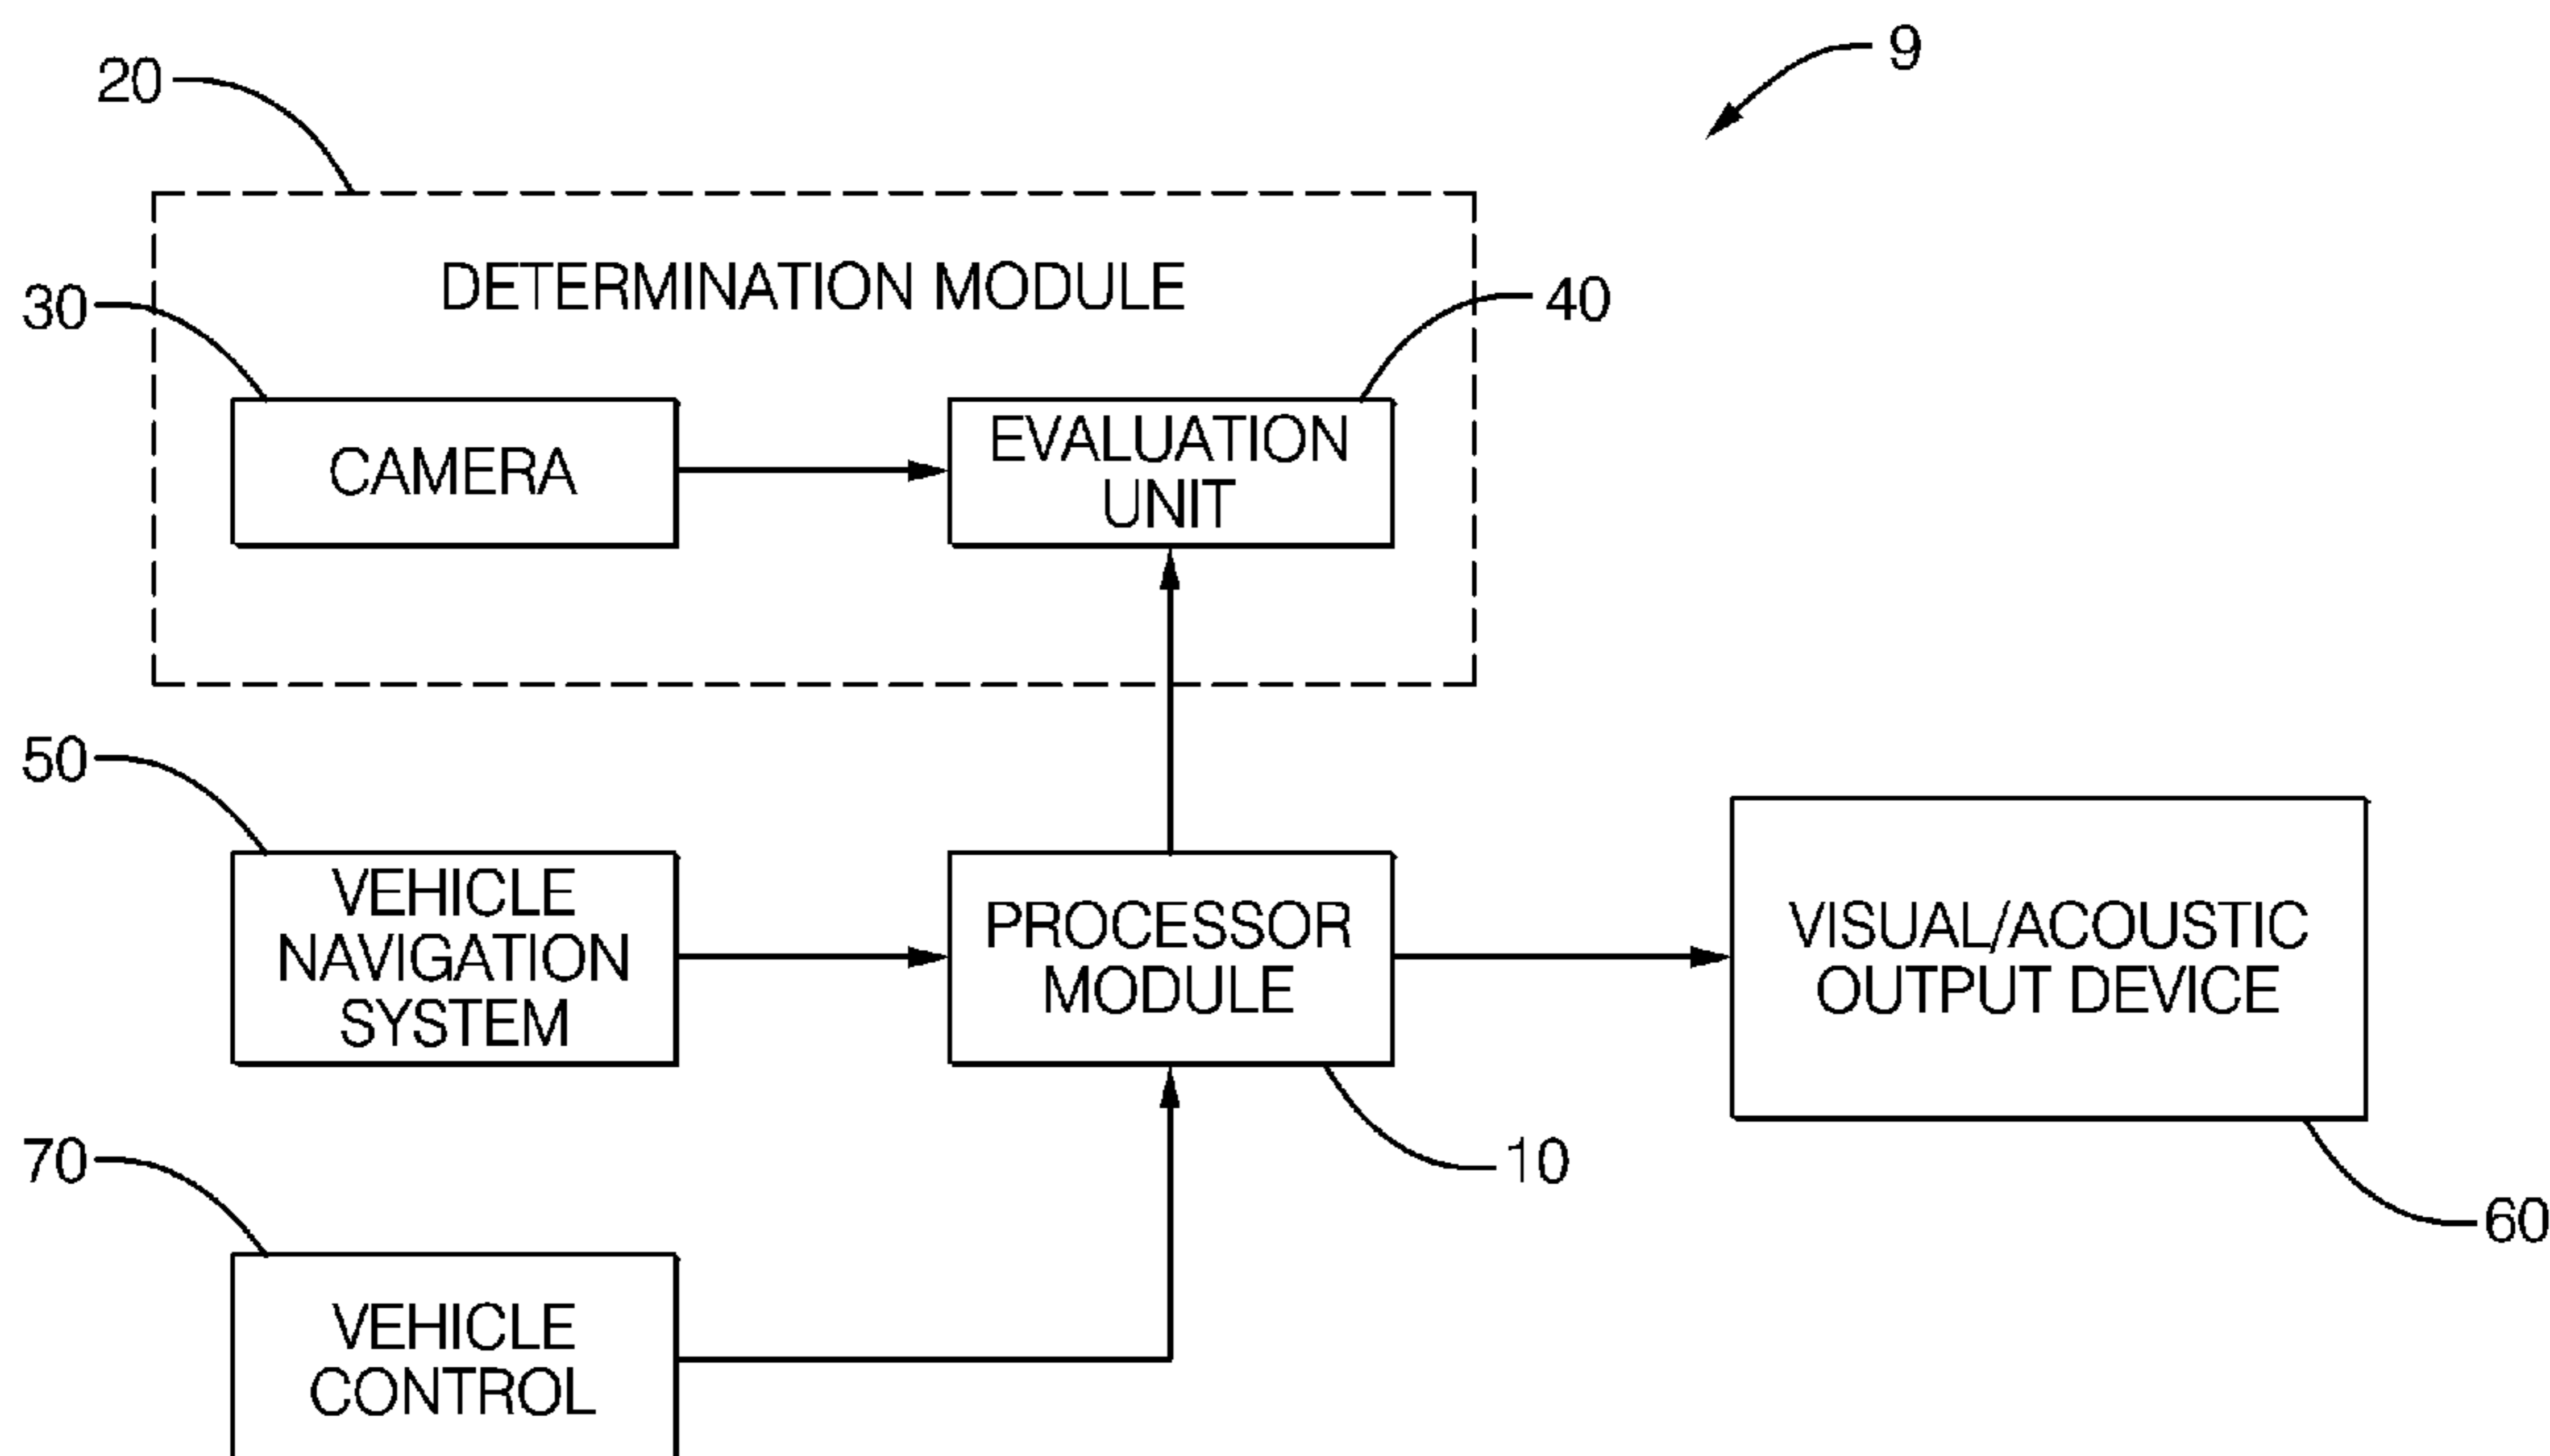 9
20
DETERMINATION MODULE
30
40
CAMERA
EVALUATION
UNIT
50
VEHICLE
NAVIGATION
SYSTEM
PROCESSOR
MODULE
VISUAL/ACOUSTIC
OUTPUT DEVICE
70
10
60
VEHICLE
CONTROL